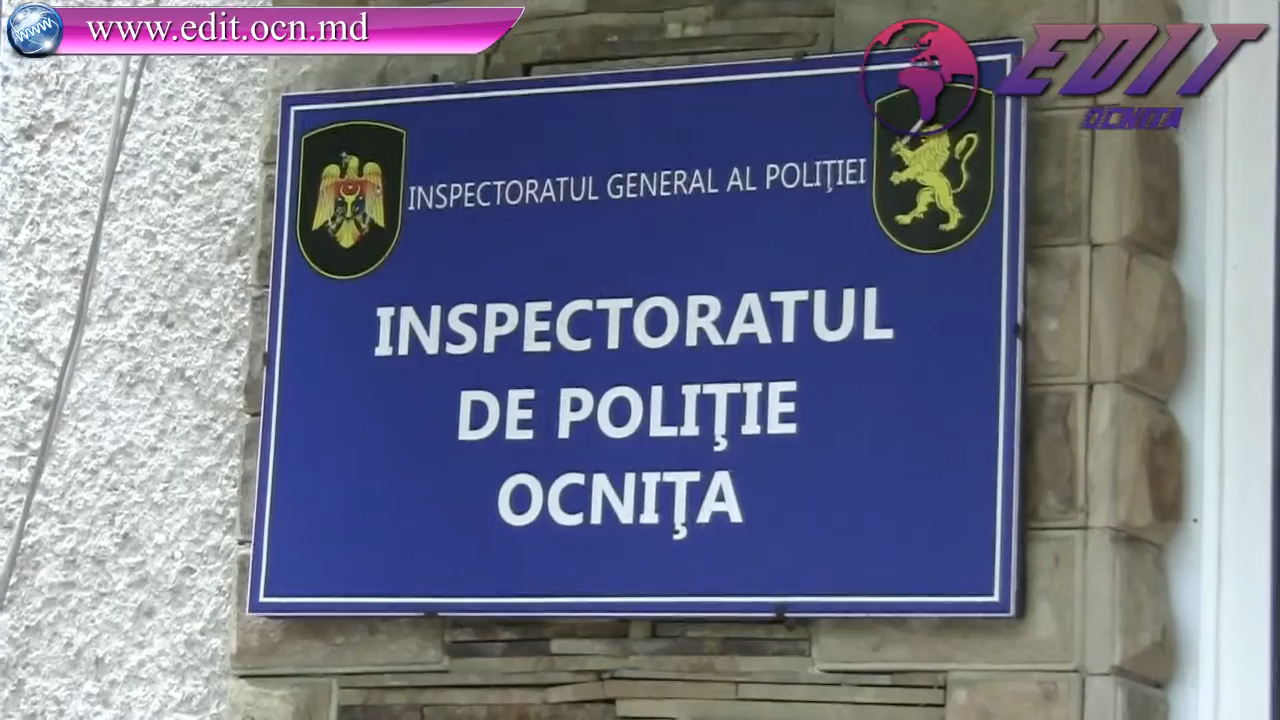 www.edit.ocn.md
EDIT
OCNITA
INSPECTORATUL GENERAL AL POLIŢIEI
INSPECTORATUL
DE POLIŢIE
OCNIŢA